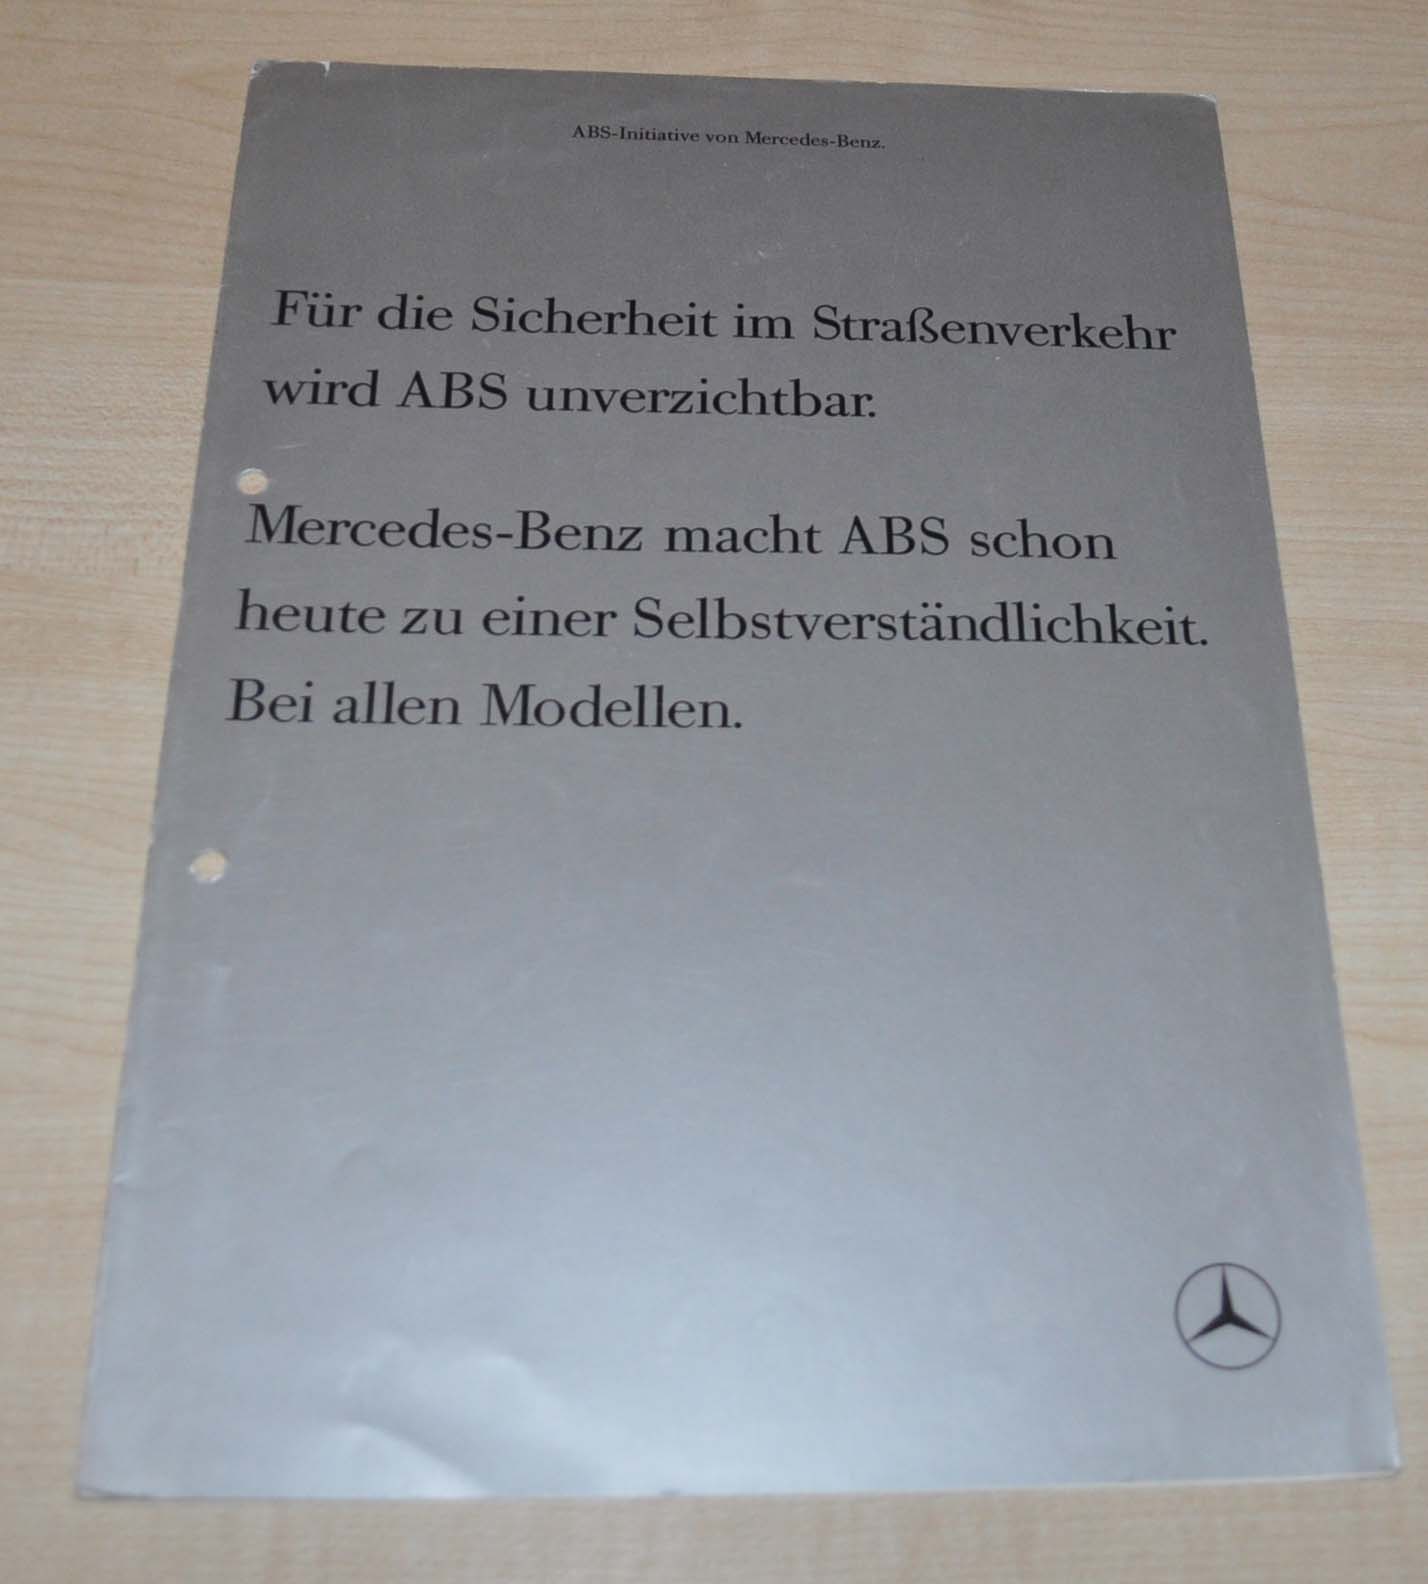 ABS-Initiative von Mercedes-Benz.
Für die Sicherheit im Straßenverkehr
wird ABS unverzichtbar.
Mercedes-Benz macht ABS schon
heute zu einer Selbstverständlichkeit.
Bei allen Modellen.